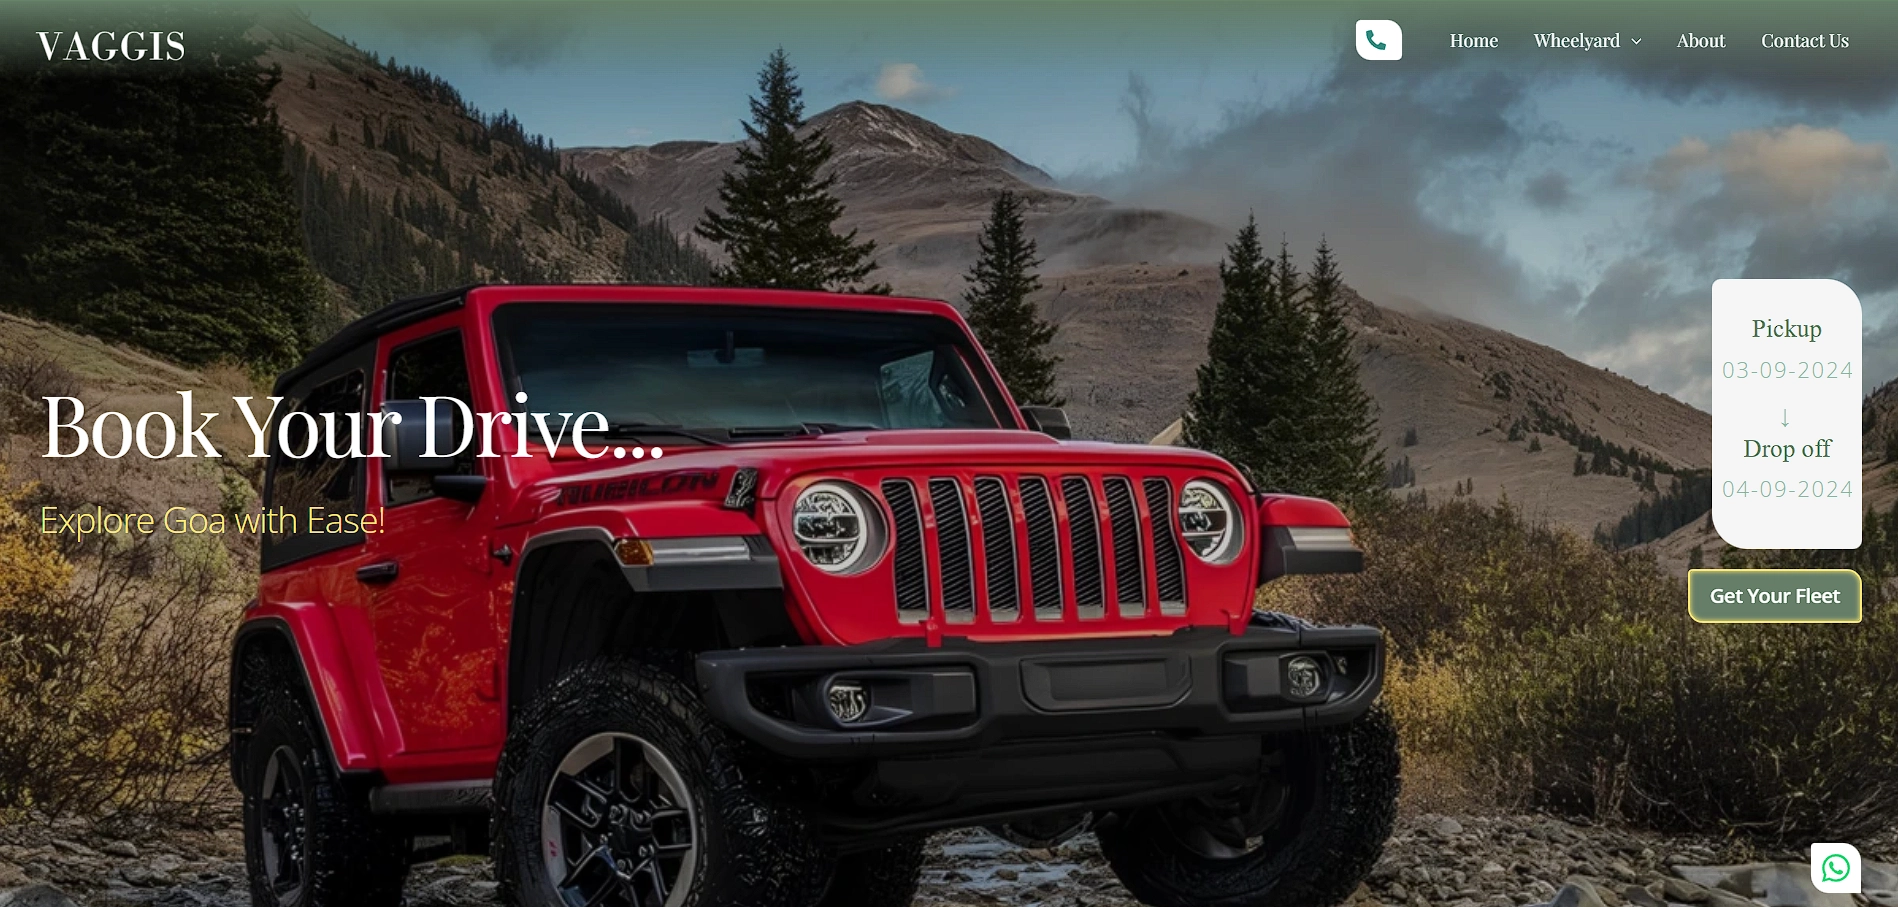 VAGGIS
Home
Wheelyard
About
Contact Us
Book Your Drive...
Explore Goa with Ease!
RUBICON
Pickup
03-09-2024
↓
Drop off
04-09-2024
Get Your Fleet